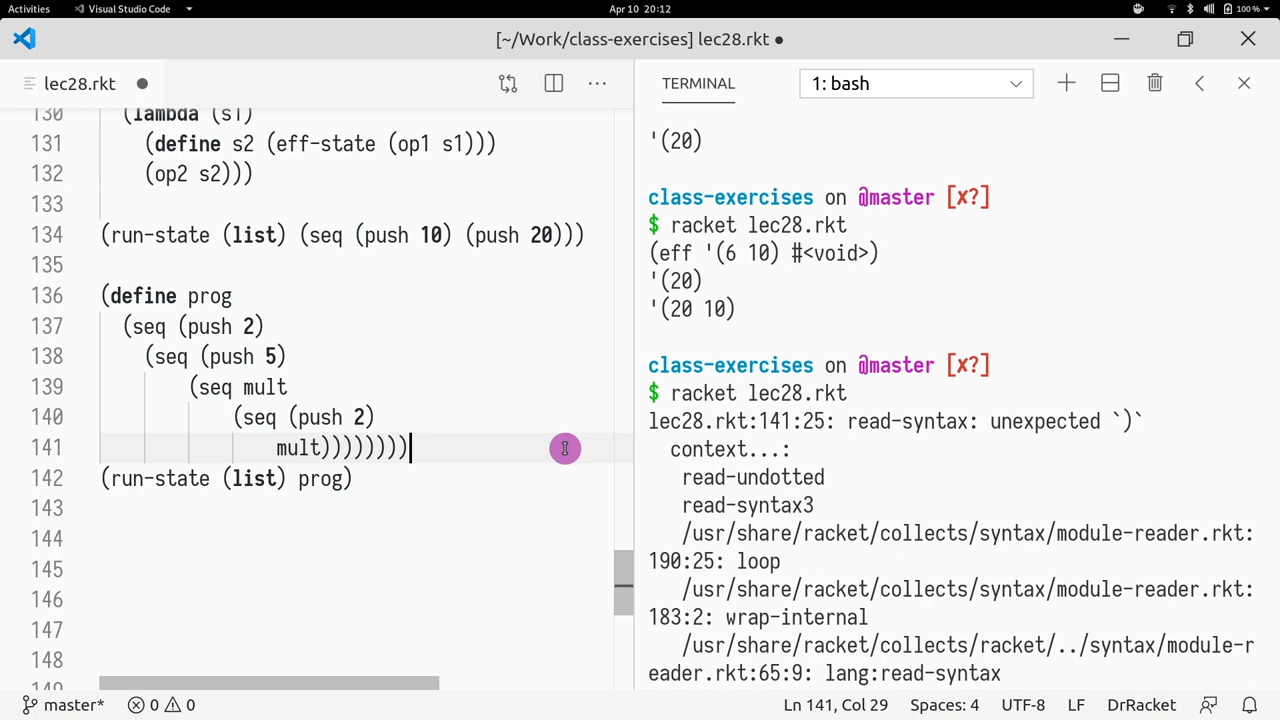 Activities Visual Studio Code Apr 10 20:12 100 %
[~/Work/class-exercises] lec28.rkt ●
lec28.rkt ●
TERMINAL 1: bash
130 (lambda (s1)
131 (define s2 (eff-state (op1 s1)))
132 (op2 s2)))
133
134 (run-state (list) (seq (push 10) (push 20)))
135
136 (define prog
137 (seq (push 2)
138 (seq (push 5)
139 (seq mult
140 (seq (push 2)
141 mult))))))))
142 (run-state (list) prog)
143
144
145
146
147
148
149
'(20)
class-exercises on @master [x?]
$ racket lec28.rkt
(eff '(6 10) #<void>)
'(20)
'(20 10)
class-exercises on @master [x?]
$ racket lec28.rkt
lec28.rkt:141:25: read-syntax: unexpected `)`
context...:
read-undotted
read-syntax3
/usr/share/racket/collects/syntax/module-reader.rkt:
190:25: loop
/usr/share/racket/collects/syntax/module-reader.rkt:
183:2: wrap-internal
/usr/share/racket/collects/racket/../syntax/module-r
eader.rkt:65:9: lang:read-syntax
master* 0 0 Ln 141, Col 29 Spaces: 4 UTF-8 LF DrRacket